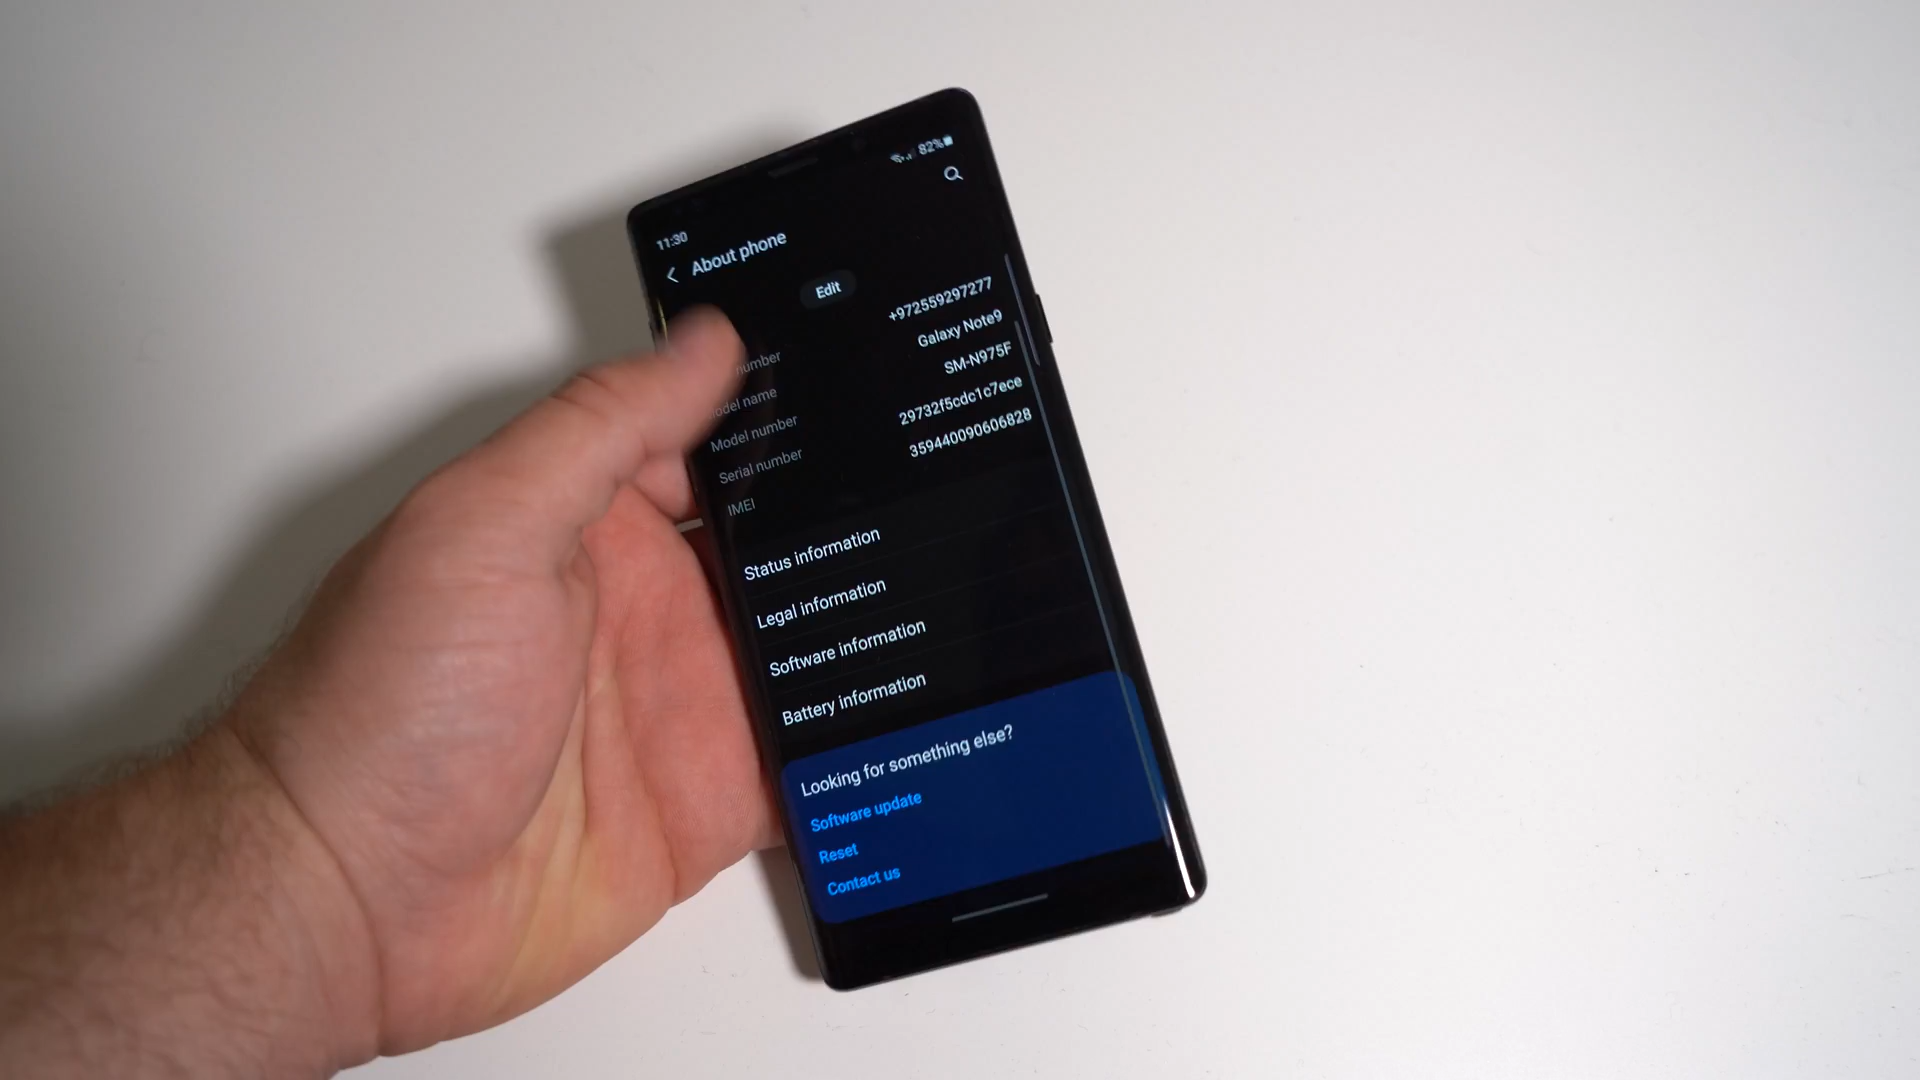 82%
11:30
About phone
Edit
number +972559297277
Model name Galaxy Note9
Model number SM-N975F
Serial number 29732f5cdc1c7ece
IMEI 359440090606828
Status information
Legal information
Software information
Battery information
Looking for something else?
Software update
Reset
Contact us